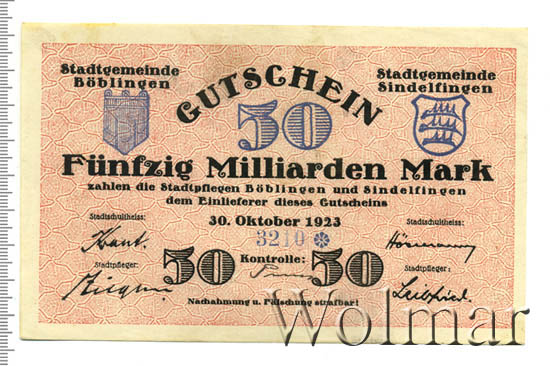 Stadtgemeinde
Böblingen
GUTSCHEIN
Stadtgemeinde
Sindelfingen
50
Fünfzig Milliarden Mark
zahlen die Stadtpflegen Böblingen und Sindelfingen
dem Einlieferer dieses Gutscheins
30. Oktober 1923
Stadtschultheiss:
Stadtschultheiss:
3210
Kontrolle:
50
50
Stadtpfleger:
Stadtpfleger:
Leibfried.
Nachahmung u. Fälschung strafbar!
Wolmar